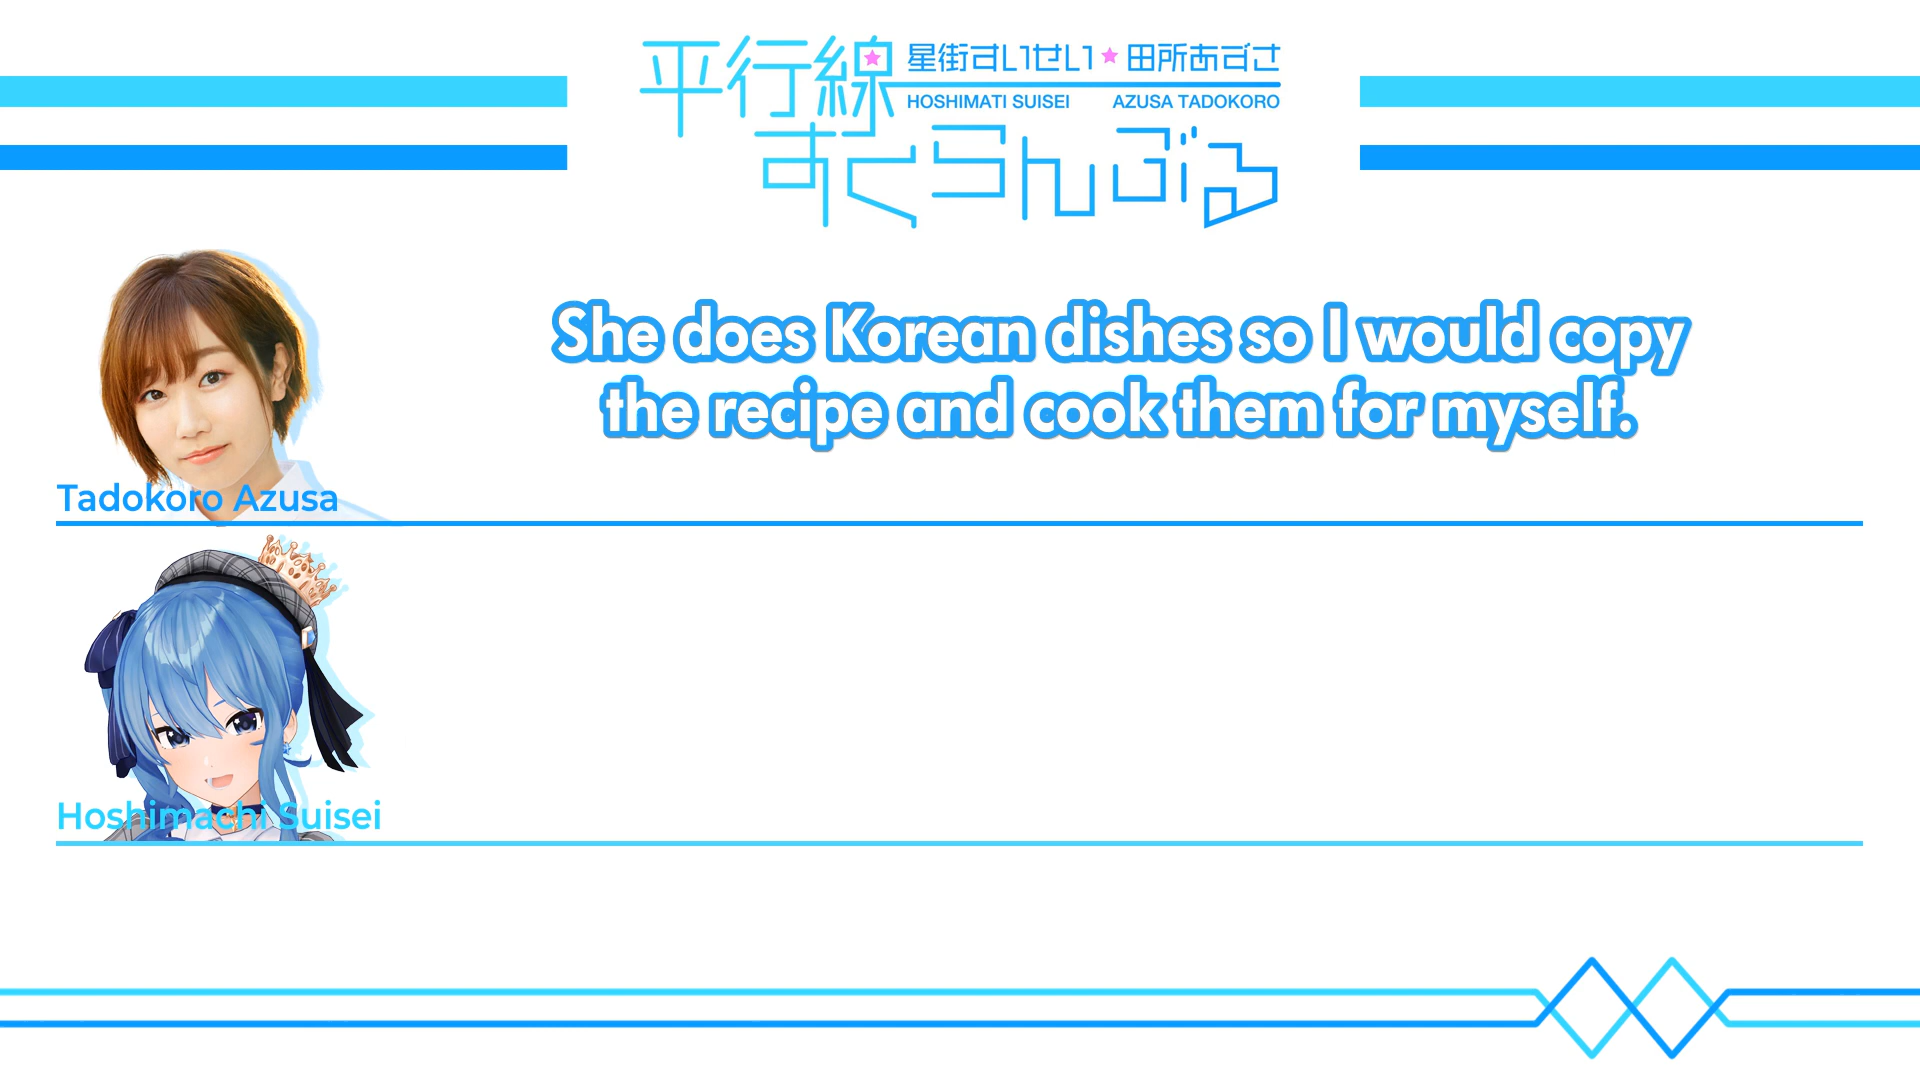 平行線
すくらんぶる
星街すいせい★田所あずさ
HOSHIMATI SUISEI AZUSA TADOKORO
She does Korean dishes so I would copy
the recipe and cook them for myself.
Tadokoro Azusa
Hoshimachi Suisei